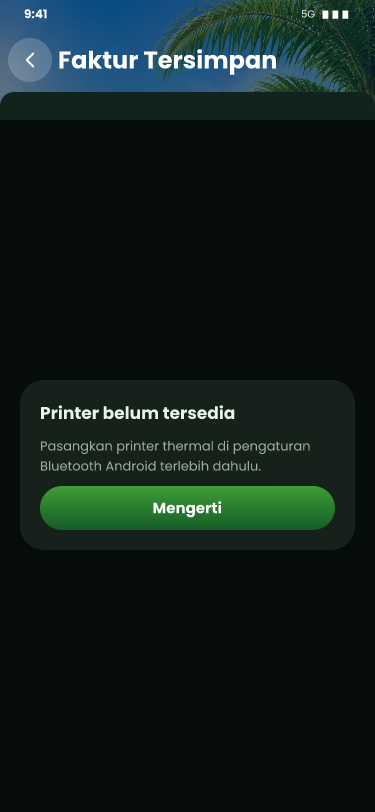 9:41
5G
Faktur Tersimpan
Printer belum tersedia
Pasangkan printer thermal di pengaturan
Bluetooth Android terlebih dahulu.
Mengerti